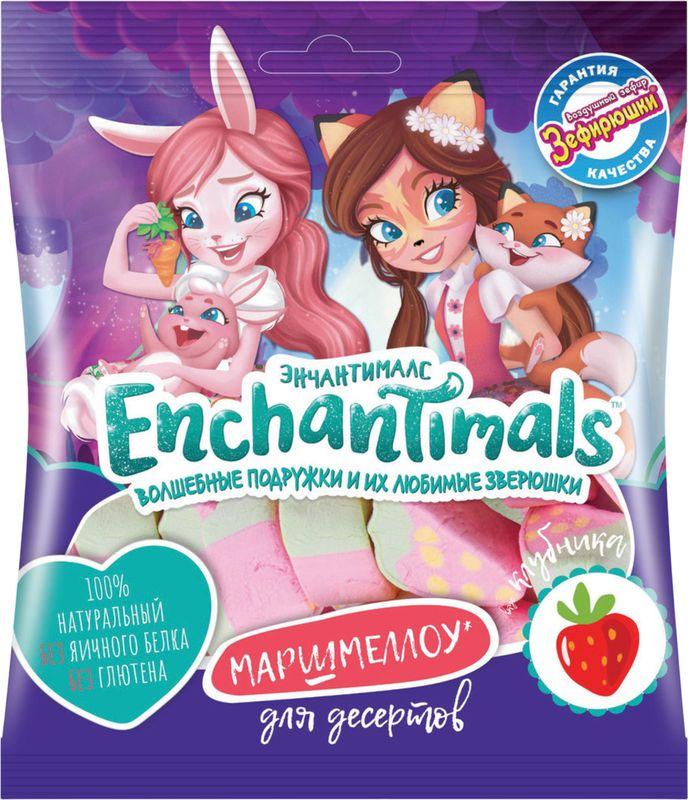 ГАРАНТИЯ
Воздушный зефир
Зефирюшки
КАЧЕСТВА
ЭНЧАНТИМАЛС
Enchantimals™
ВОЛШЕБНЫЕ ПОДРУЖКИ И ИХ ЛЮБИМЫЕ ЗВЕРЮШКИ
100%
НАТУРАЛЬНЫЙ
БЕЗ ЯИЧНОГО БЕЛКА
БЕЗ ГЛЮТЕНА
клубника
МАРШМЕЛЛОУ*
для десертов